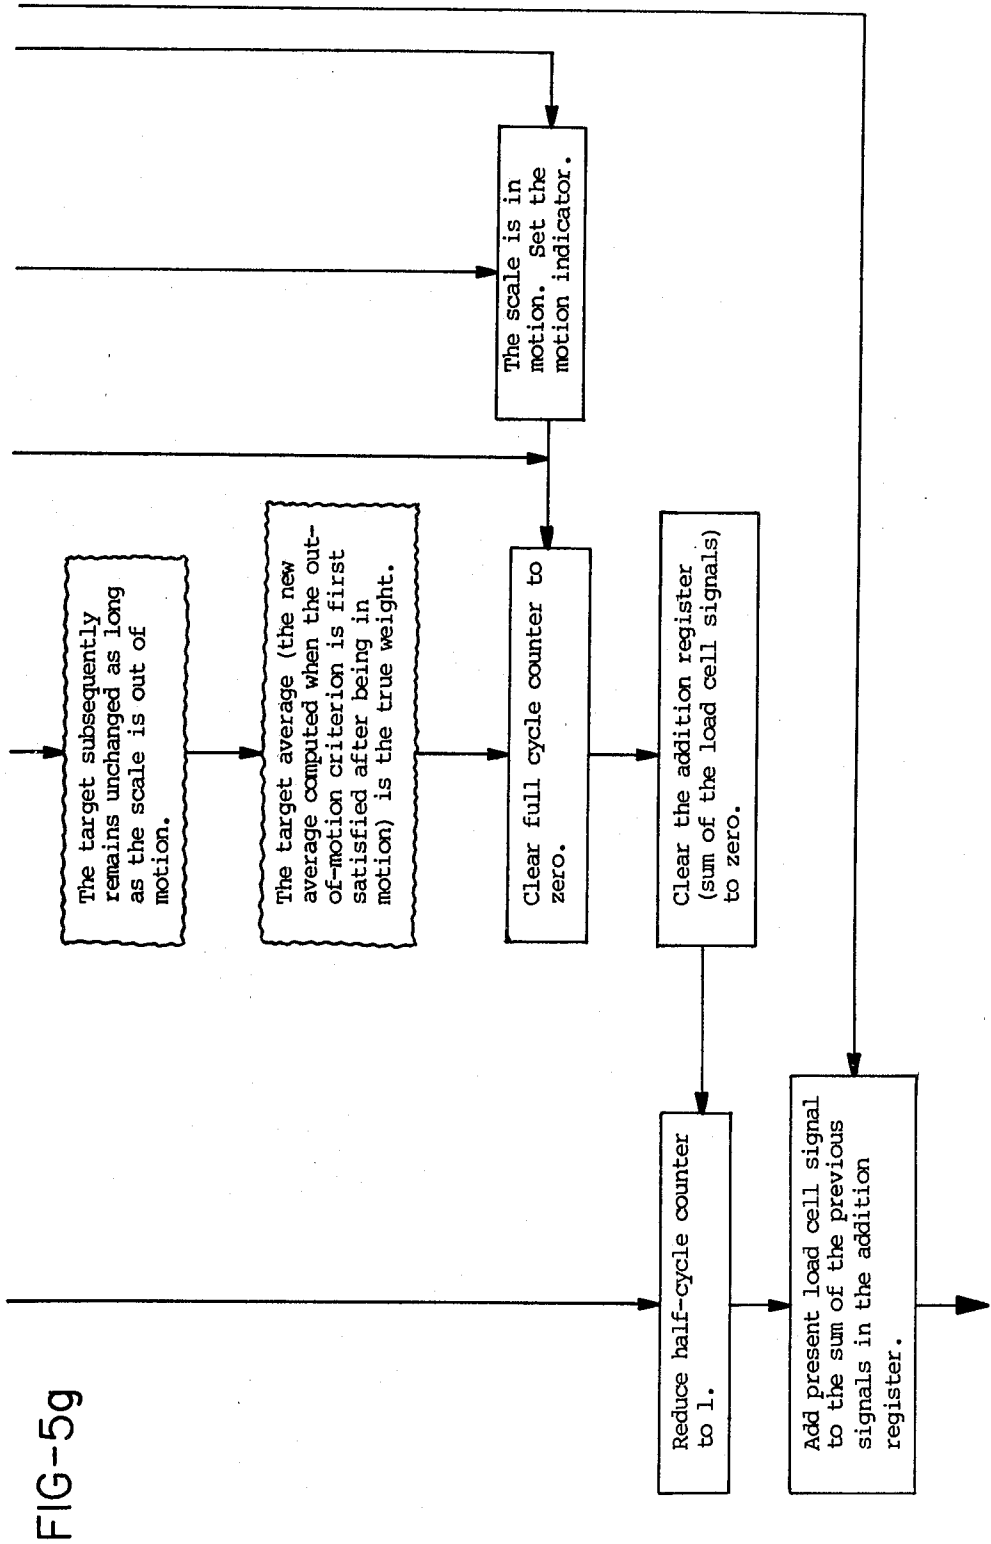 FIG-5g
The target subsequently
remains unchanged as long
as the scale is out of
motion.
The target average (the new
average computed when the out-
of-motion criterion is first
satisfied after being in
motion) is the true weight.
The scale is in
motion. Set the
motion indicator.
Clear full cycle counter to
zero.
Clear the addition register
(sum of the load cell signals)
to zero.
Reduce half-cycle counter
to 1.
Add present load cell signal
to the sum of the previous
signals in the addition
register.